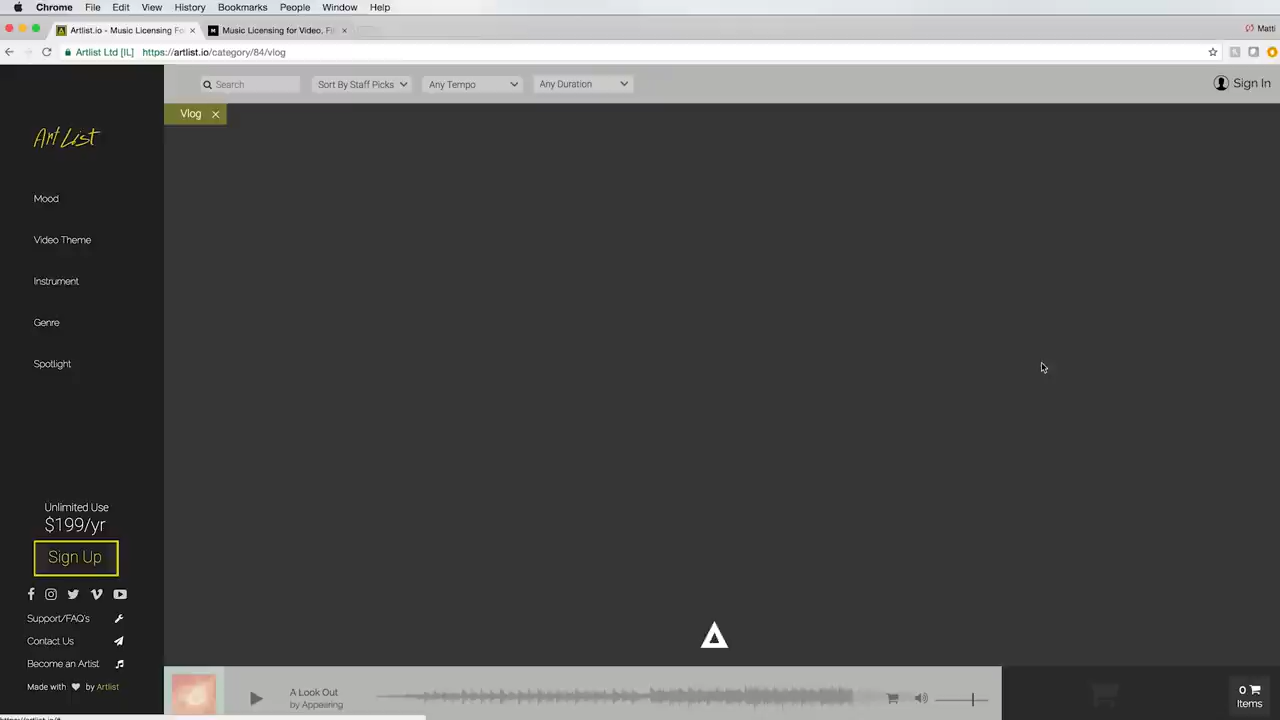 Chrome File Edit View History Bookmarks People Window Help
Artlist.io - Music Licensing Fo
Music Licensing for Video, Fi
Matti
Artlist Ltd [IL] https://artlist.io/category/84/vlog
Search
Sort By Staff Picks
Any Tempo
Any Duration
Sign In
Vlog
Art List
Mood
Video Theme
Instrument
Genre
Spotlight
Unlimited Use
$199/yr
Sign Up
Support/FAQ's
Contact Us
Become an Artist
Made with by Artlist
A Look Out
by Appearing
0
Items